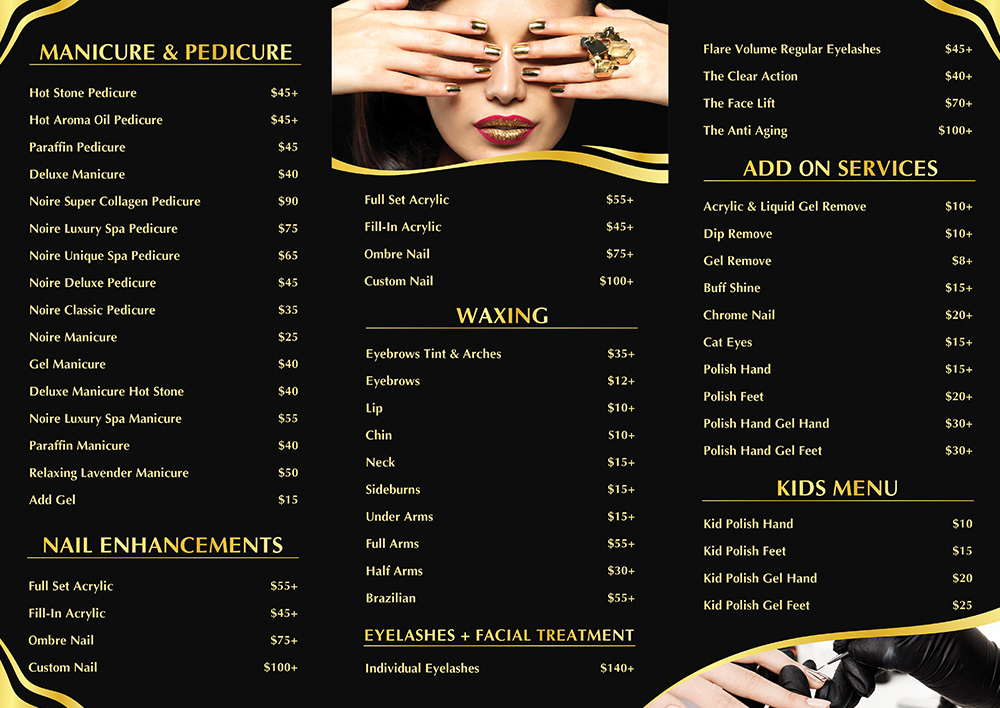 MANICURE & PEDICURE
Hot Stone Pedicure $45+
Hot Aroma Oil Pedicure $45+
Paraffin Pedicure $45
Deluxe Manicure $40
Noire Super Collagen Pedicure $90
Noire Luxury Spa Pedicure $75
Noire Unique Spa Pedicure $65
Noire Deluxe Pedicure $45
Noire Classic Pedicure $35
Noire Manicure $25
Gel Manicure $40
Deluxe Manicure Hot Stone $40
Noire Luxury Spa Manicure $55
Paraffin Manicure $40
Relaxing Lavender Manicure $50
Add Gel $15
NAIL ENHANCEMENTS
Full Set Acrylic $55+
Fill-In Acrylic $45+
Ombre Nail $75+
Custom Nail $100+
Full Set Acrylic $55+
Fill-In Acrylic $45+
Ombre Nail $75+
Custom Nail $100+
WAXING
Eyebrows Tint & Arches $35+
Eyebrows $12+
Lip $10+
Chin $10+
Neck $15+
Sideburns $15+
Under Arms $15+
Full Arms $55+
Half Arms $30+
Brazilian $55+
EYELASHES + FACIAL TREATMENT
Individual Eyelashes $140+
Flare Volume Regular Eyelashes $45+
The Clear Action $40+
The Face Lift $70+
The Anti Aging $100+
ADD ON SERVICES
Acrylic & Liquid Gel Remove $10+
Dip Remove $10+
Gel Remove $8+
Buff Shine $15+
Chrome Nail $20+
Cat Eyes $15+
Polish Hand $15+
Polish Feet $20+
Polish Hand Gel Hand $30+
Polish Hand Gel Feet $30+
KIDS MENU
Kid Polish Hand $10
Kid Polish Feet $15
Kid Polish Gel Hand $20
Kid Polish Gel Feet $25